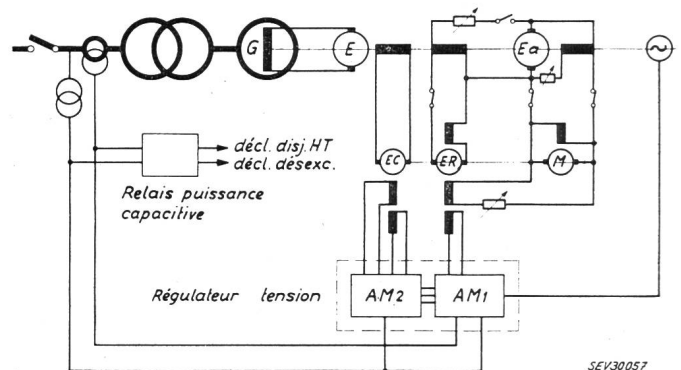 G
E
Ea
EC
ER
M
décl. disj. HT
décl. désexc.
Relais puissance
capacitive
Régulateur tension
AM2
AM1
SEV30057